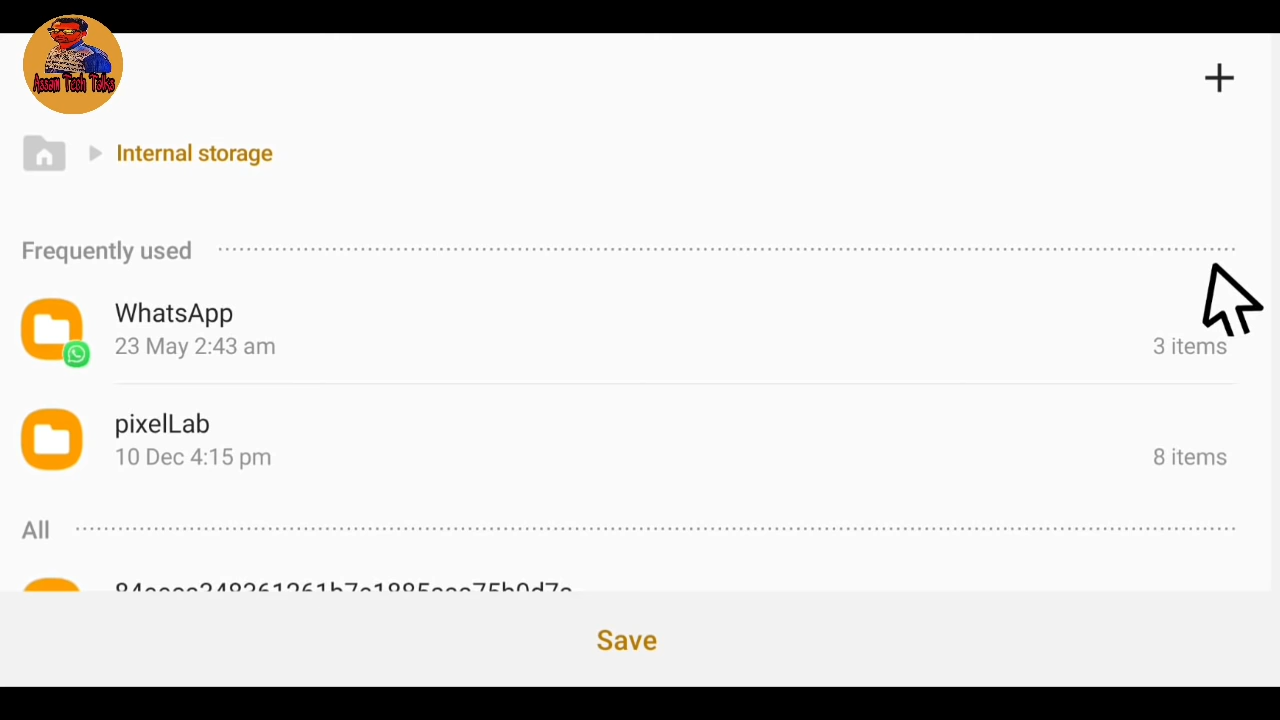 Assam Tech Talks
Internal storage
Frequently used
WhatsApp
23 May 2:43 am
3 items
pixelLab
10 Dec 4:15 pm
8 items
All
Save